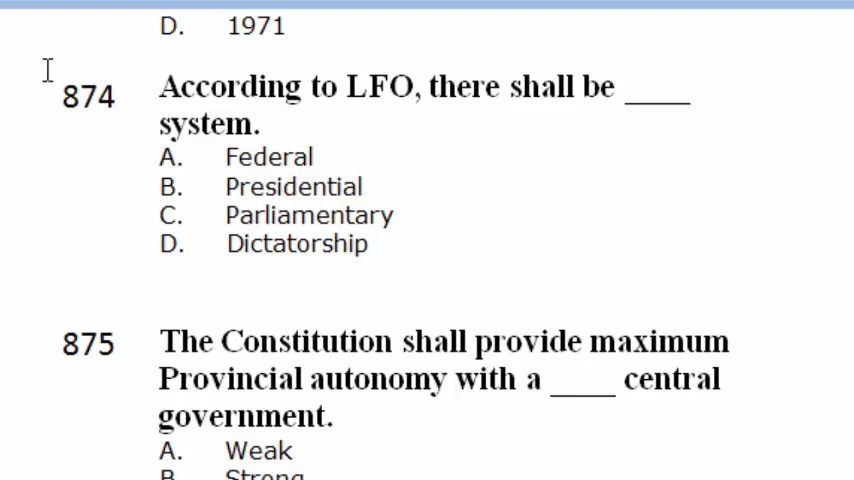 D. 1971
874 According to LFO, there shall be ____
system.
A. Federal
B. Presidential
C. Parliamentary
D. Dictatorship
875 The Constitution shall provide maximum
Provincial autonomy with a ____ central
government.
A. Weak
B. Strong